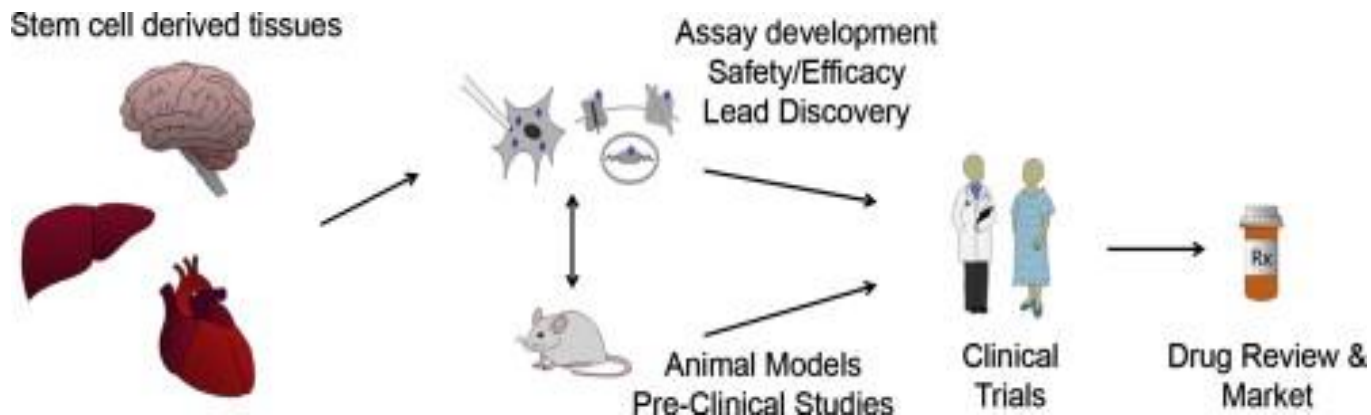 Stem cell derived tissues
Assay development
Safety/Efficacy
Lead Discovery
Rx
Animal Models
Pre-Clinical Studies
Clinical
Trials
Drug Review &
Market